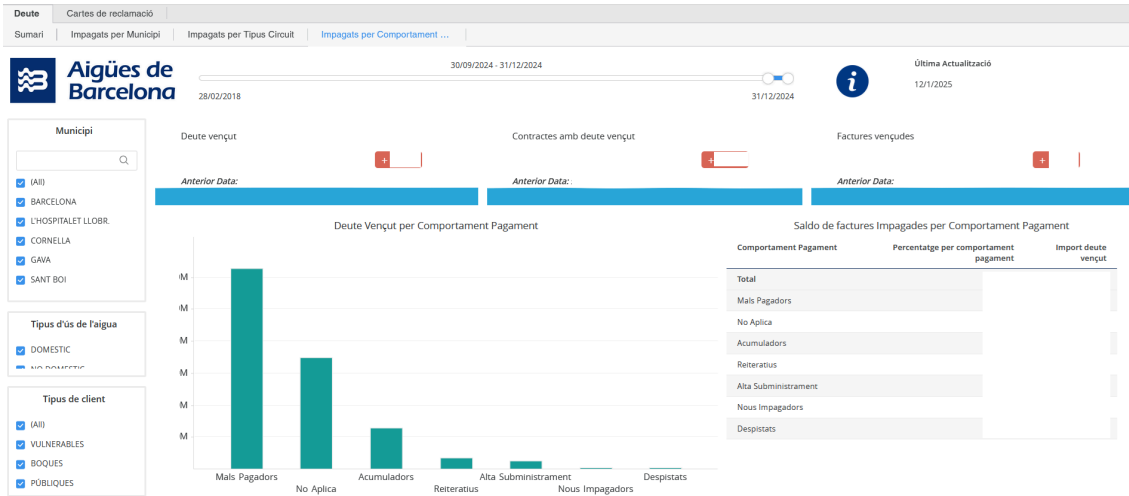 Deute Cartes de reclamació
Sumari Impagats per Municipi Impagats per Tipus Circuit Impagats per Comportament ...
Aigües de
Barcelona
30/09/2024 - 31/12/2024
28/02/2018 31/12/2024
i
Última Actualització
12/1/2025
Municipi
(All)
BARCELONA
L'HOSPITALET LLOBR.
CORNELLA
GAVA
SANT BOI
Tipus d'ús de l'aigua
DOMESTIC
NO DOMESTIC
Tipus de client
(All)
VULNERABLES
BOQUES
PÚBLIQUES
Deute vençut
+
Anterior Data:
Contractes amb deute vençut
+
Anterior Data:
Factures vençudes
+
Anterior Data:
Deute Vençut per Comportament Pagament
M
M
M
M
M
M
Mals Pagadors
No Aplica
Acumuladors
Reiteratius
Alta Subministrament
Nous Impagadors
Despistats
Saldo de factures Impagades per Comportament Pagament
Comportament Pagament Percentatge per comportament Import deute
pagament vençut
Total
Mals Pagadors
No Aplica
Acumuladors
Reiteratius
Alta Subministrament
Nous Impagadors
Despistats